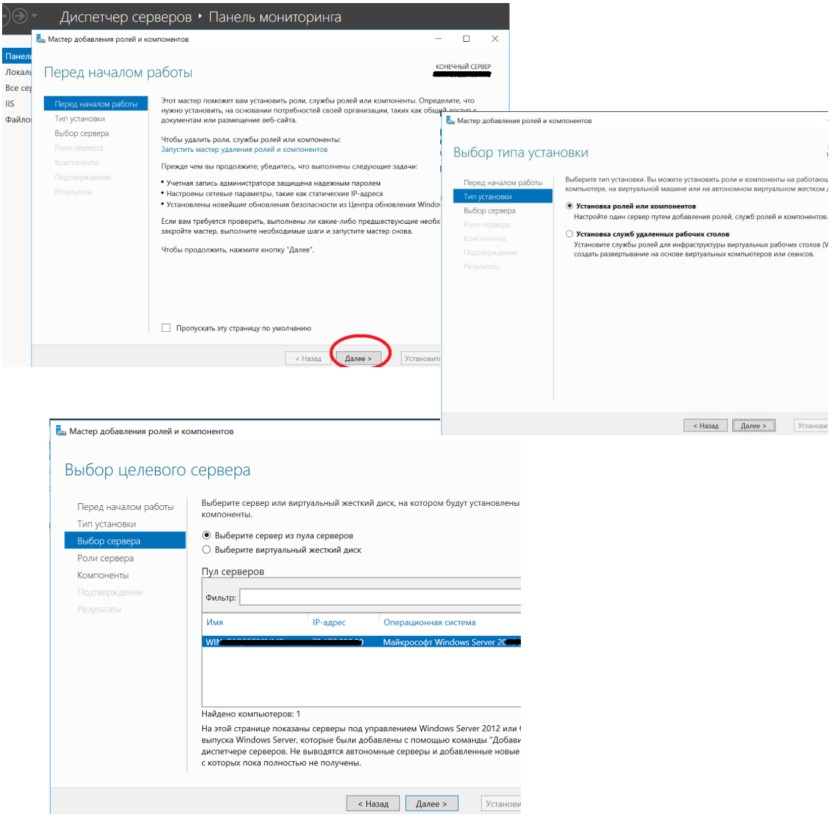 Диспетчер серверов • Панель мониторинга
Панел
Локаль
Все сер
IIS
Файло
Мастер добавления ролей и компонентов
Перед началом работы
КОНЕЧНЫЙ СЕРВЕР
Перед началом работы
Тип установки
Выбор сервера
Роли сервера
Компоненты
Подтверждение
Результаты
Этот мастер поможет вам установить роли, службы ролей или компоненты. Определите, что
нужно установить, на основании потребностей своей организации, таких как общий доступ к
документам или размещение веб-сайта.
Чтобы удалить роли, службы ролей или компоненты:
Запустить мастер удаления ролей и компонентов
Прежде чем вы продолжите, убедитесь, что выполнены следующие задачи:
• Учетная запись администратора защищена надежным паролем
• Настроены сетевые параметры, такие как статические IP-адреса
• Установлены новейшие обновления безопасности из Центра обновления Windo
Если вам требуется проверить, выполнены ли какие-либо предшествующие необх
закройте мастер, выполните необходимые шаги и запустите мастер снова.
Чтобы продолжить, нажмите кнопку "Далее".
Пропускать эту страницу по умолчанию
< Назад
Далее >
Установить
Мастер добавления ролей и компонентов
Выбор типа установки
Перед началом работы
Тип установки
Выбор сервера
Роли сервера
Компоненты
Подтверждение
Результаты
Выберите тип установки. Вы можете установить роли и компоненты на работающ
компьютере, на виртуальной машине или на автономном виртуальном жестком д
Установка ролей или компонентов
Настройте один сервер путем добавления ролей, служб ролей и компонентов.
Установка служб удаленных рабочих столов
Установите службы ролей для инфраструктуры виртуальных рабочих столов (V
создать развертывание на основе виртуальных компьютеров или сеансов.
< Назад
Далее >
Установи
Мастер добавления ролей и компонентов
Выбор целевого сервера
Перед началом работы
Тип установки
Выбор сервера
Роли сервера
Компоненты
Подтверждение
Результаты
Выберите сервер или виртуальный жесткий диск, на котором будут установлены
компоненты.
Выберите сервер из пула серверов
Выберите виртуальный жесткий диск
Пул серверов
Фильтр:
Имя IP-адрес Операционная система
WIN Майкрософт Windows Server 2
Найдено компьютеров: 1
На этой странице показаны серверы под управлением Windows Server 2012 или
выпуска Windows Server, которые были добавлены с помощью команды "Добави
диспетчере серверов. Не выводятся автономные серверы и добавленные новые
с которых пока полностью не получены.
< Назад
Далее >
Установи